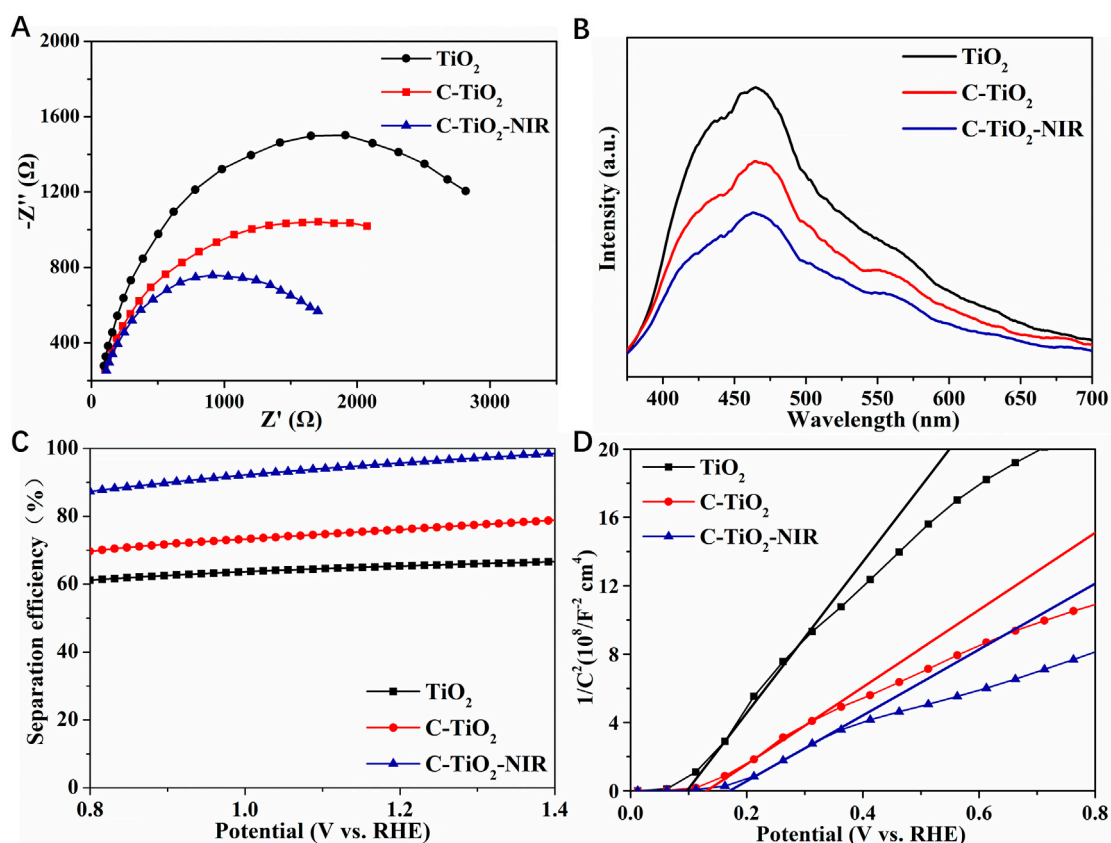 A
2000
1600
1200
800
400
-Z'' (Ω)
0
1000
2000
3000
Z' (Ω)
TiO₂
C-TiO₂
C-TiO₂-NIR
B
Intensity (a.u.)
400
450
500
550
600
650
700
Wavelength (nm)
TiO₂
C-TiO₂
C-TiO₂-NIR
C
100
80
60
40
20
0
Separation efficiency（%）
0.8
1.0
1.2
1.4
Potential (V vs. RHE)
TiO₂
C-TiO₂
C-TiO₂-NIR
D
20
16
12
8
4
0
1/C²(10⁸/F⁻² cm⁴)
0.0
0.2
0.4
0.6
0.8
Potential (V vs. RHE)
TiO₂
C-TiO₂
C-TiO₂-NIR